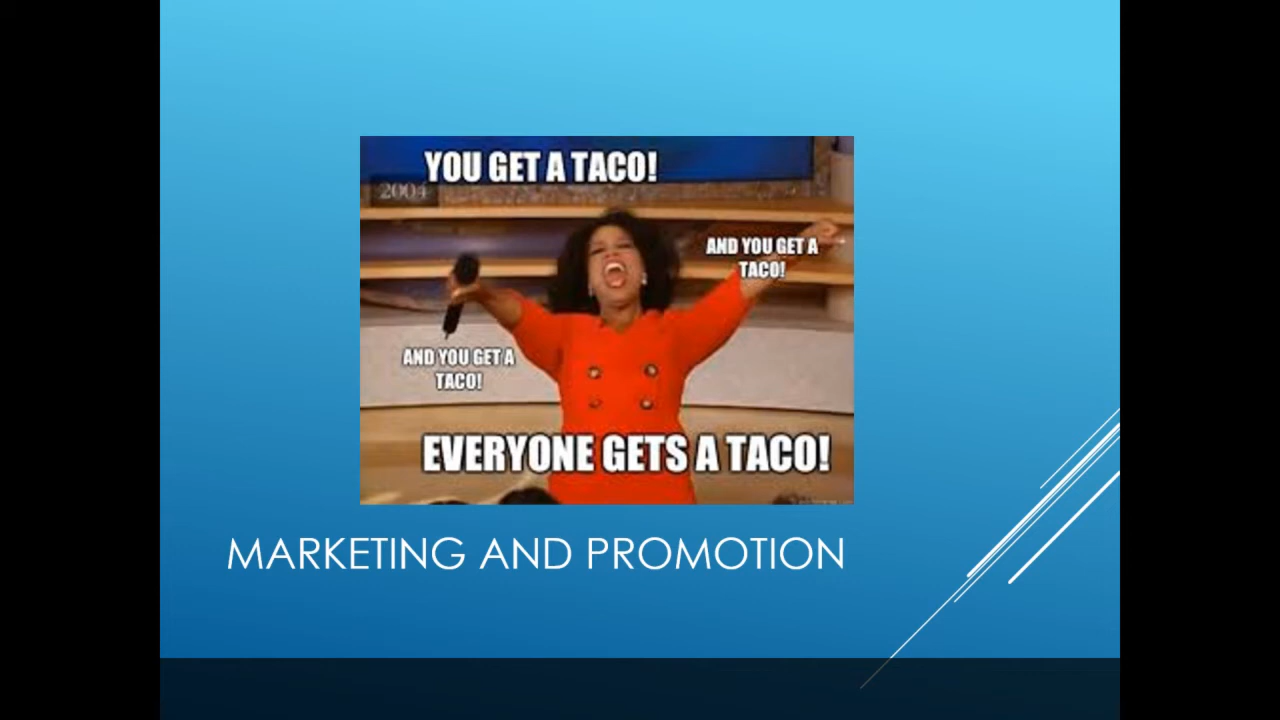 YOU GET A TACO!
2004
AND YOU GET A
TACO!
AND YOU GET A
TACO!
EVERYONE GETS A TACO!
MARKETING AND PROMOTION